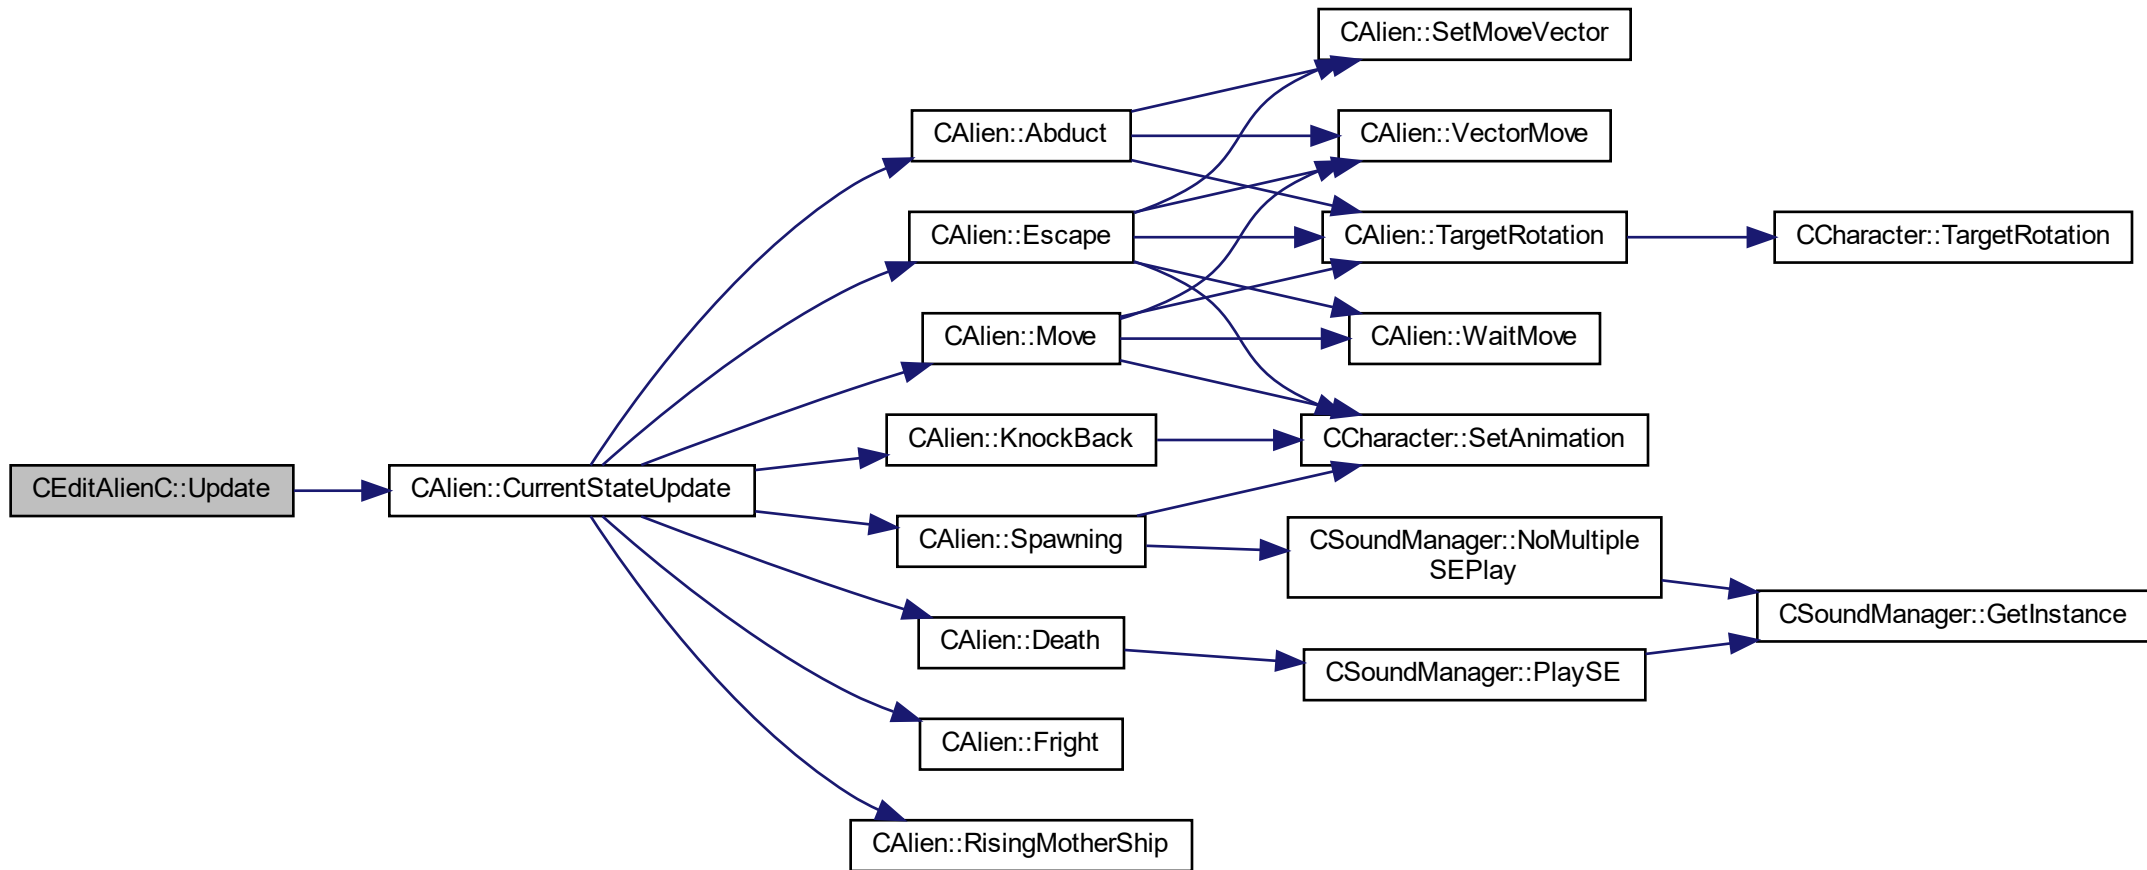 CEditAlienC::Update
CAlien::CurrentStateUpdate
CAlien::Abduct
CAlien::Escape
CAlien::Move
CAlien::KnockBack
CAlien::Spawning
CAlien::Death
CAlien::Fright
CAlien::RisingMotherShip
CAlien::SetMoveVector
CAlien::VectorMove
CAlien::TargetRotation
CAlien::WaitMove
CCharacter::SetAnimation
CSoundManager::NoMultiple
SEPlay
CSoundManager::PlaySE
CCharacter::TargetRotation
CSoundManager::GetInstance